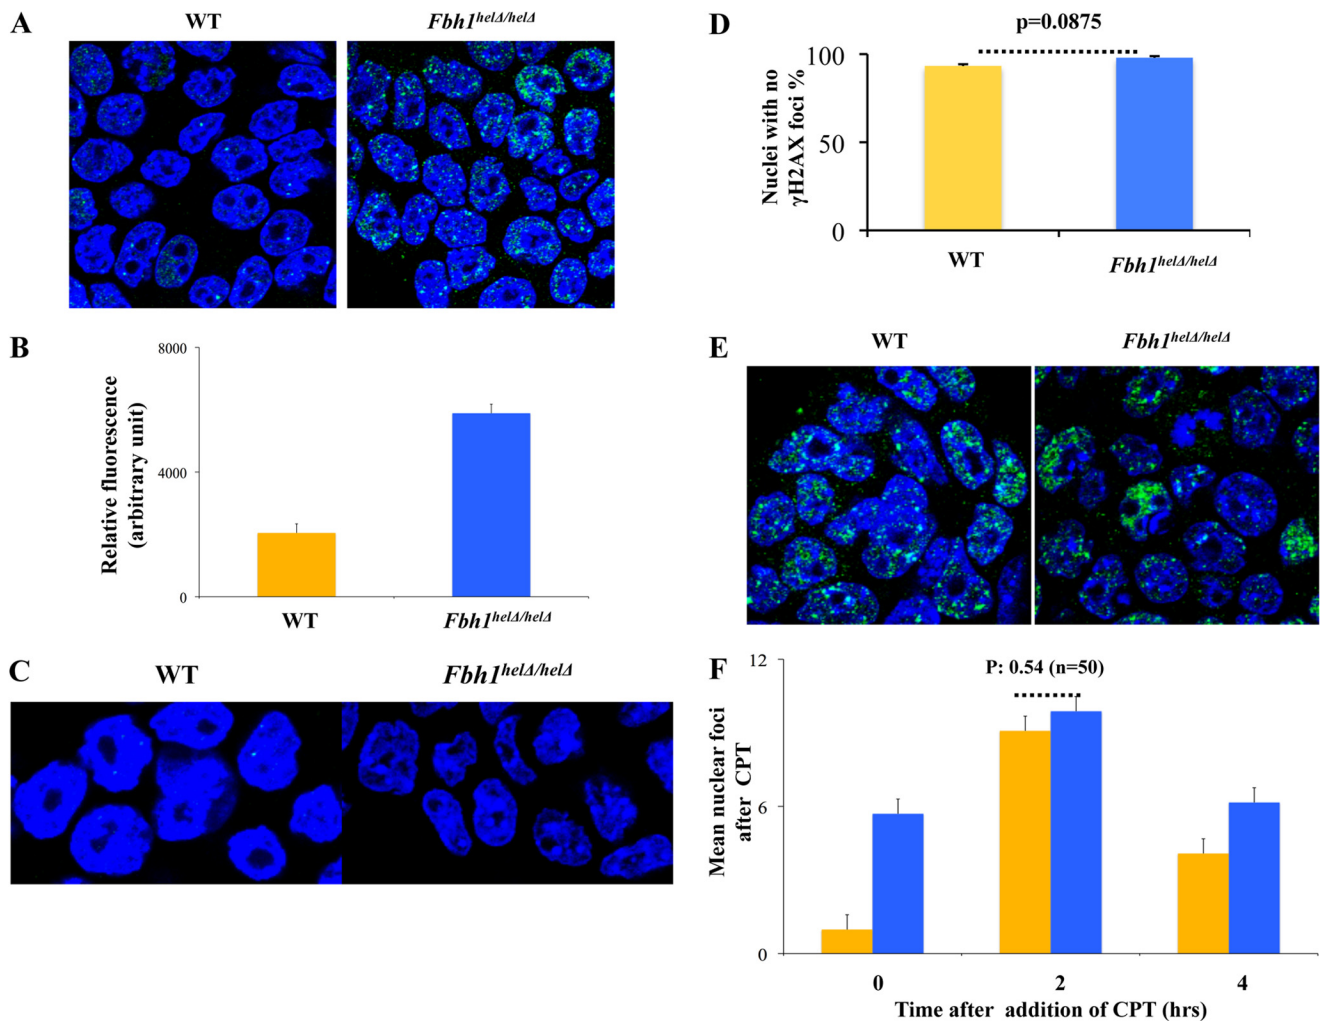 A
WT
Fbh1helΔ/helΔ
B
8000
4000
0
Relative fluorescence
(arbitrary unit)
WT
Fbh1helΔ/helΔ
C
WT
Fbh1helΔ/helΔ
D
p=0.0875
100
50
0
Nuclei with no
γH2AX foci %
WT
Fbh1helΔ/helΔ
E
WT
Fbh1helΔ/helΔ
F
12
6
0
P: 0.54 (n=50)
Mean nuclear foci
after CPT
0
2
4
Time after addition of CPT (hrs)